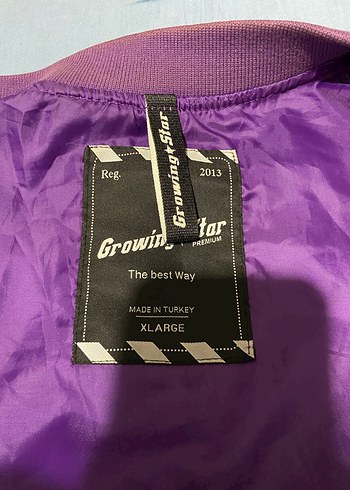 Growing★Star
Reg. 2013
Growing Star
PREMIUM
The best Way
MADE IN TURKEY
XLARGE